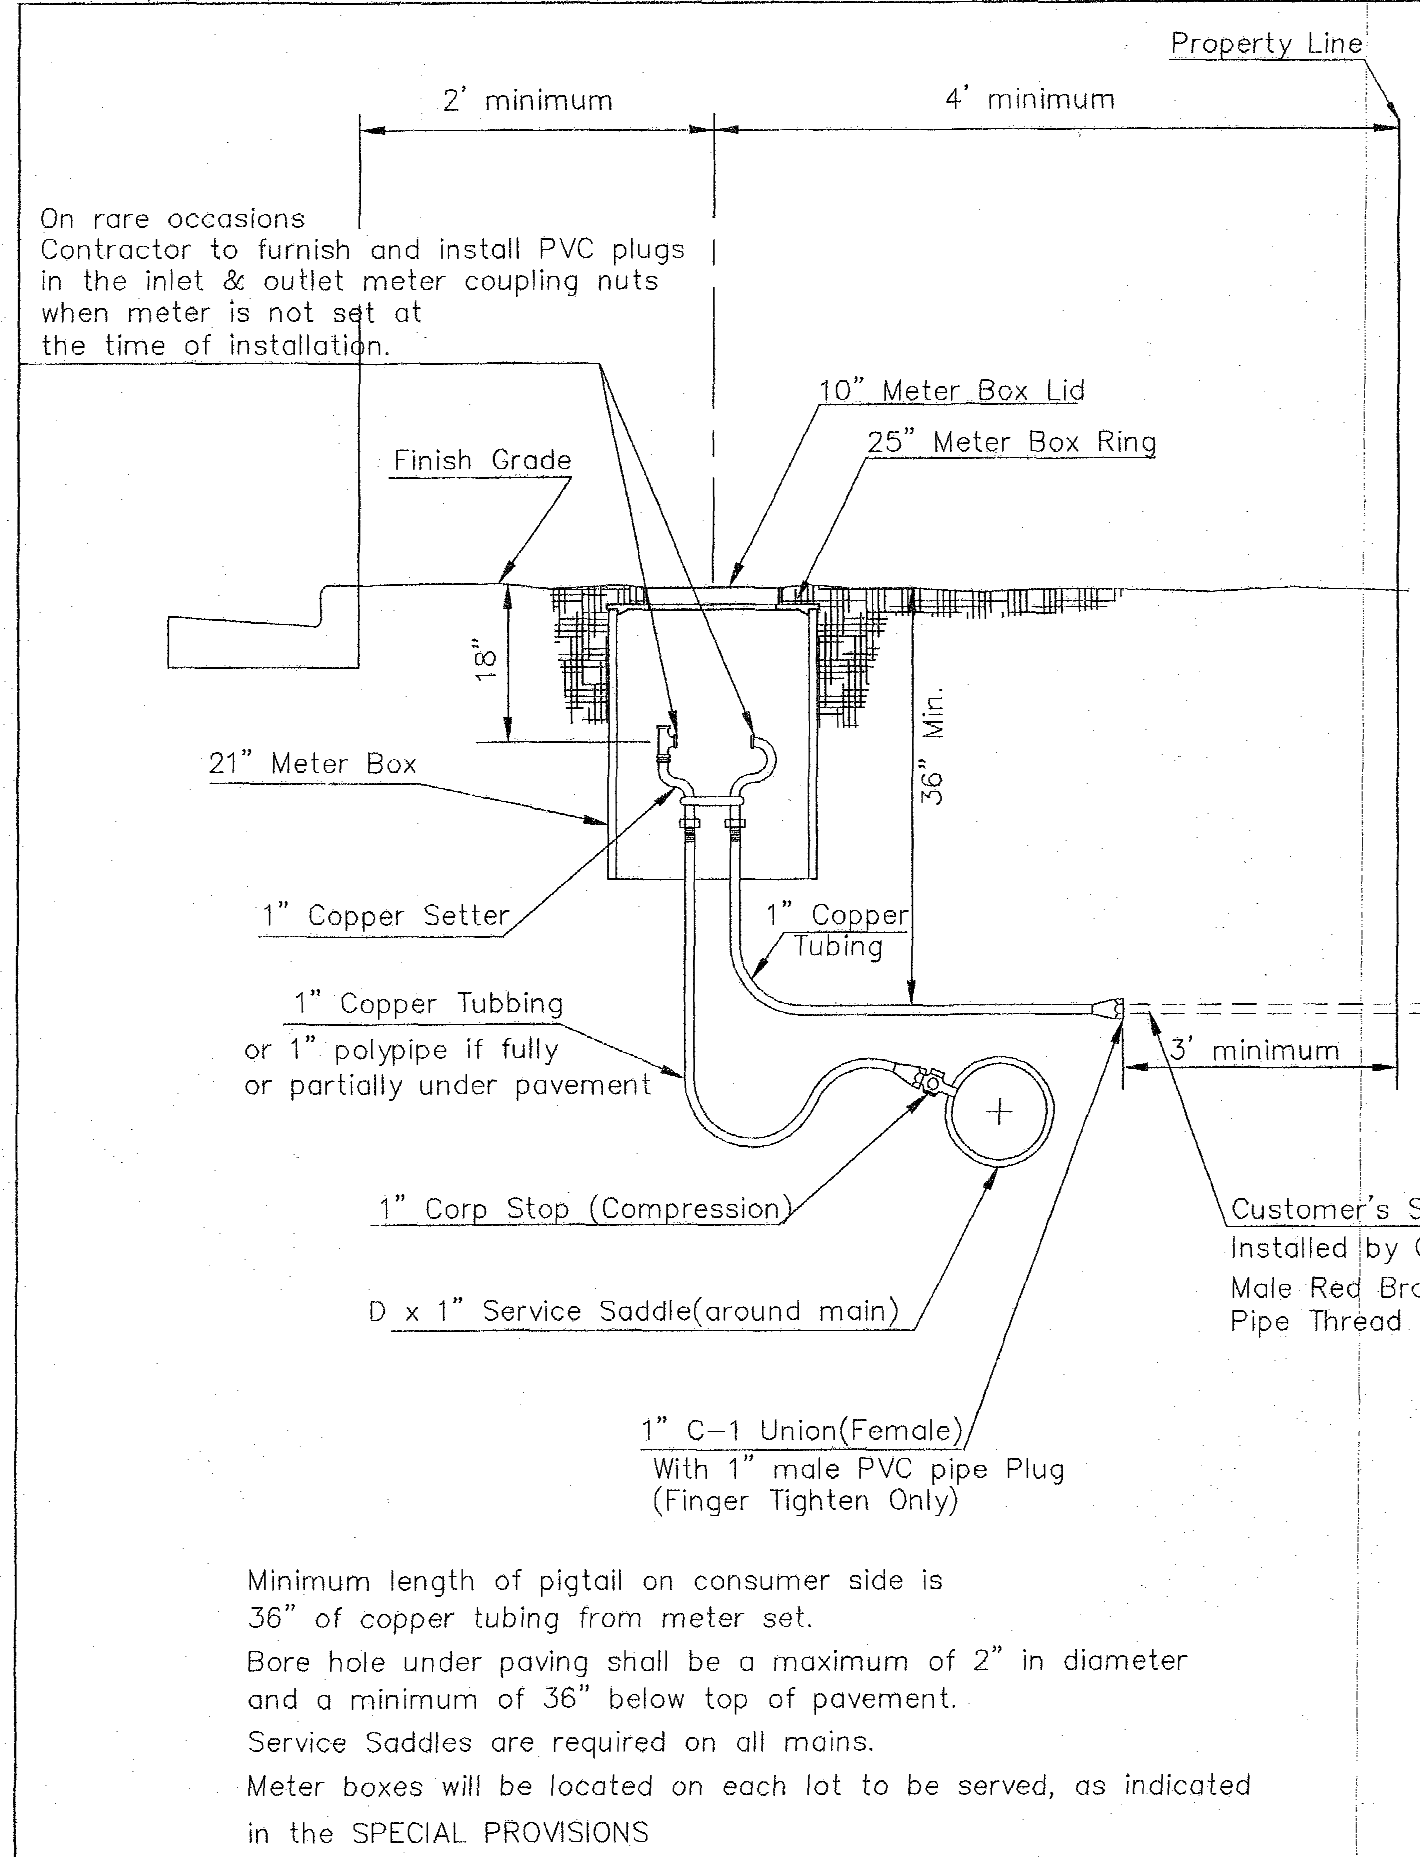 Property Line
2' minimum
4' minimum
On rare occasions
Contractor to furnish and install PVC plugs
in the inlet & outlet meter coupling nuts
when meter is not set at
the time of installation.
10" Meter Box Lid
25" Meter Box Ring
Finish Grade
18"
36" Min.
21" Meter Box
1" Copper Setter
1" Copper
Tubing
1" Copper Tubbing
or 1" polypipe if fully
or partially under pavement
3' minimum
1" Corp Stop (Compression)
Customer's
Installed by
Male Red
Pipe Thread
D x 1" Service Saddle(around main)
1" C-1 Union(Female)
With 1" male PVC pipe Plug
(Finger Tighten Only)
Minimum length of pigtail on consumer side is
36" of copper tubing from meter set.
Bore hole under paving shall be a maximum of 2" in diameter
and a minimum of 36" below top of pavement.
Service Saddles are required on all mains.
Meter boxes will be located on each lot to be served, as indicated
in the SPECIAL PROVISIONS